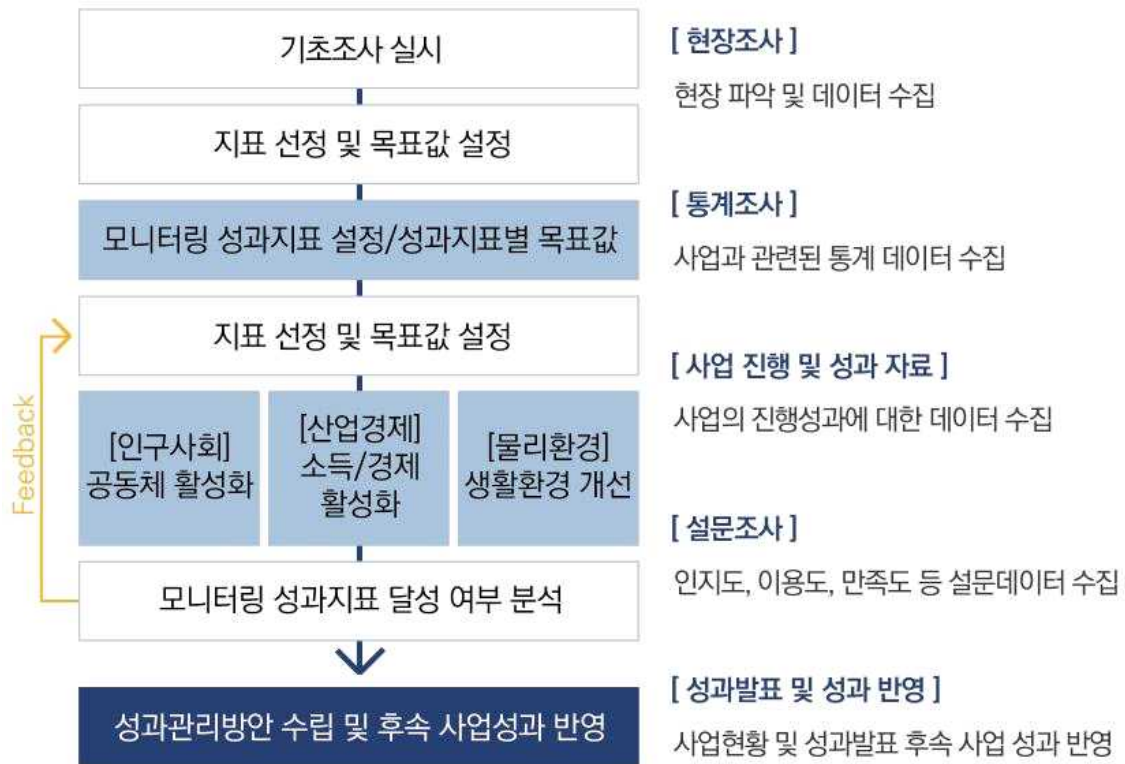 기초조사 실시
지표 선정 및 목표값 설정
모니터링 성과지표 설정/성과지표별 목표값
지표 선정 및 목표값 설정
Feedback
[인구사회]
공동체 활성화
[산업경제]
소득/경제
활성화
[물리환경]
생활환경 개선
모니터링 성과지표 달성 여부 분석
성과관리방안 수립 및 후속 사업성과 반영
[ 현장조사 ]
현장 파악 및 데이터 수집
[ 통계조사 ]
사업과 관련된 통계 데이터 수집
[ 사업 진행 및 성과 자료 ]
사업의 진행성과에 대한 데이터 수집
[ 설문조사 ]
인지도, 이용도, 만족도 등 설문데이터 수집
[ 성과발표 및 성과 반영 ]
사업현황 및 성과발표 후속 사업 성과 반영